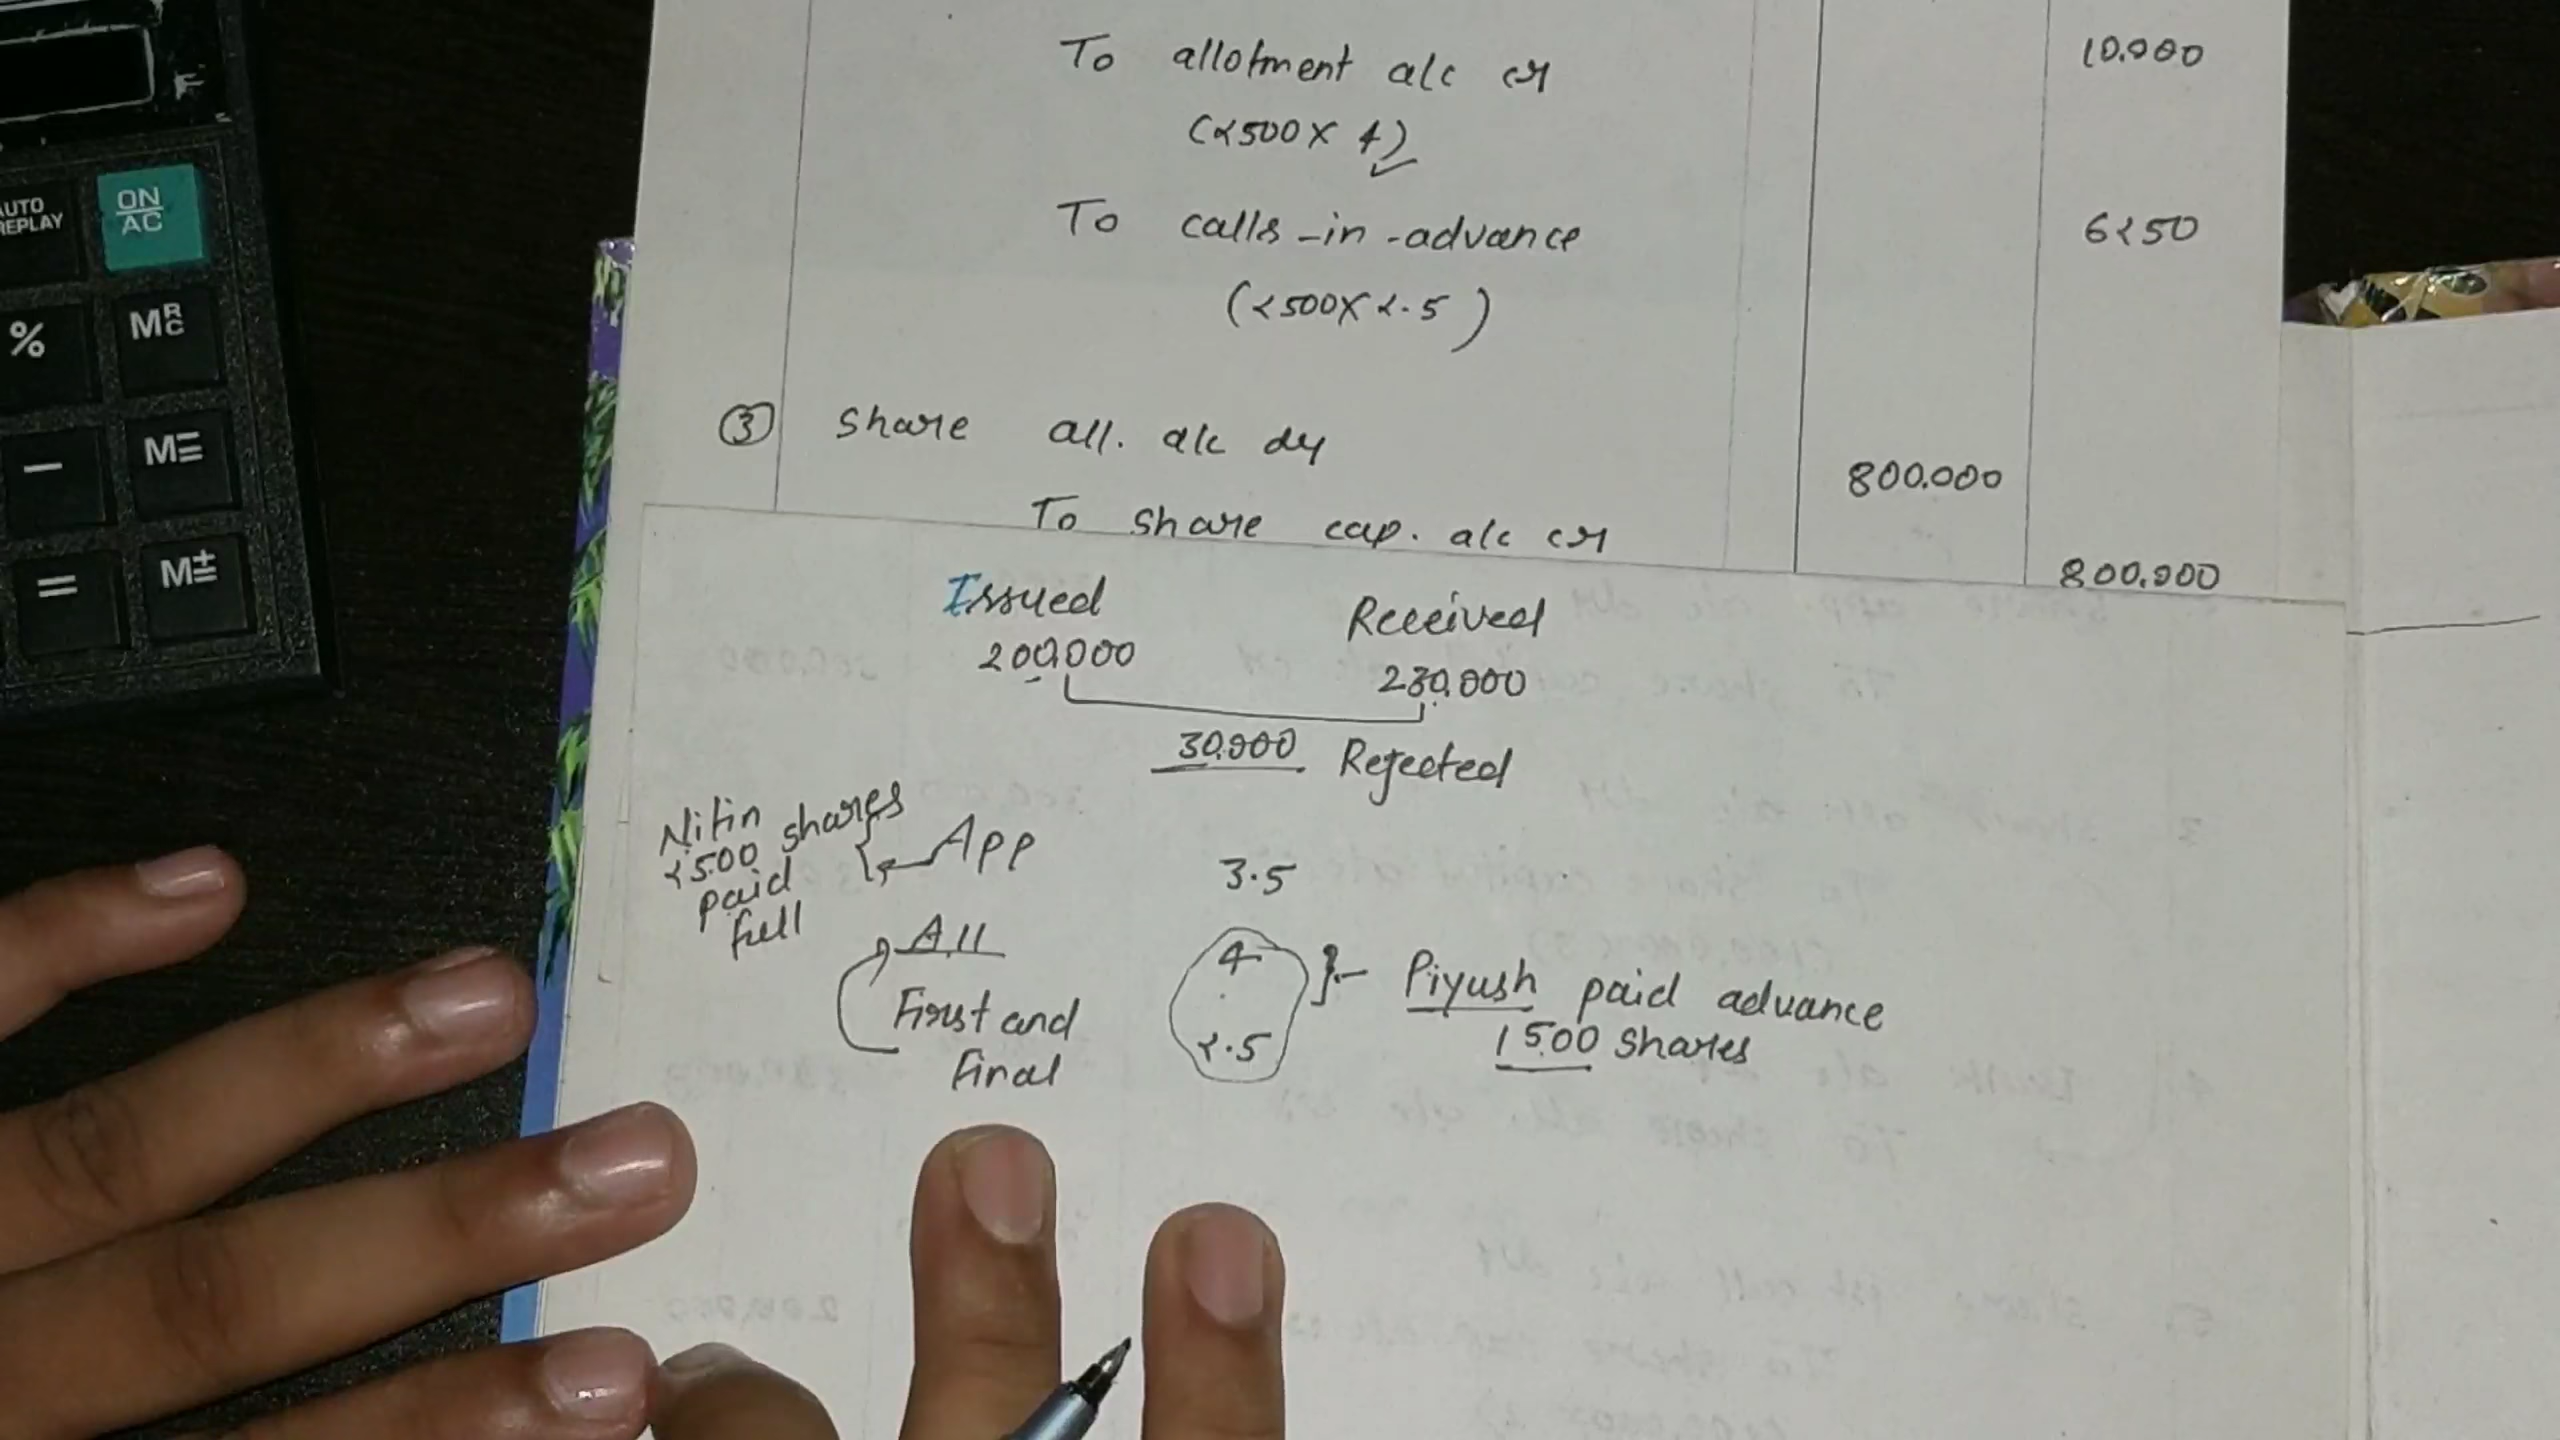 AUTO
REPLAY
ON
AC
%
MRC
−
M=
=
M±
To allotment a/c cr 10.000
(2500 X 4)
To calls-in-advance 6250
(2500X2.5)
③ Share all. a/c dr 800.000
To share cap. a/c cr 800.000
Issued Received
200,000 230.000
30.000 Rejected
Nitin
2500 shares
paid
full
App 3.5
All 4
First and
Final 2.5
Piyush paid advance
1500 shares